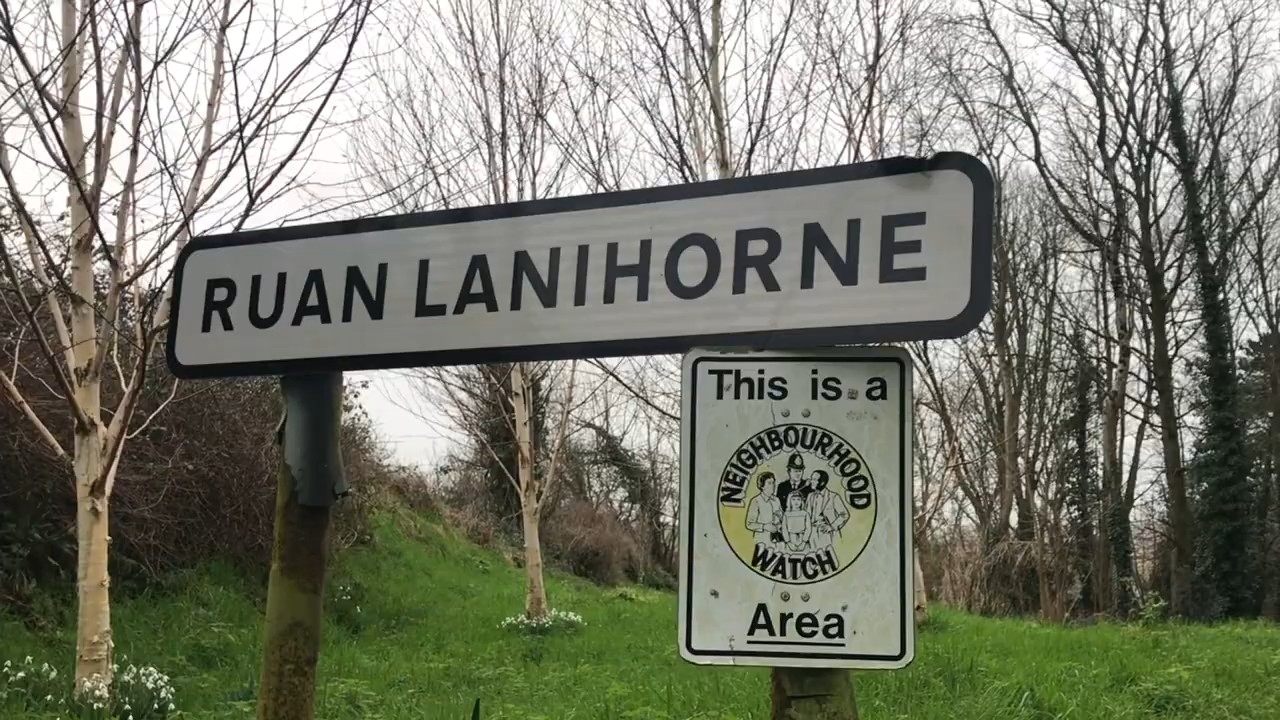 RUAN LANIHORNE
This is a
NEIGHBOURHOOD
WATCH
Area